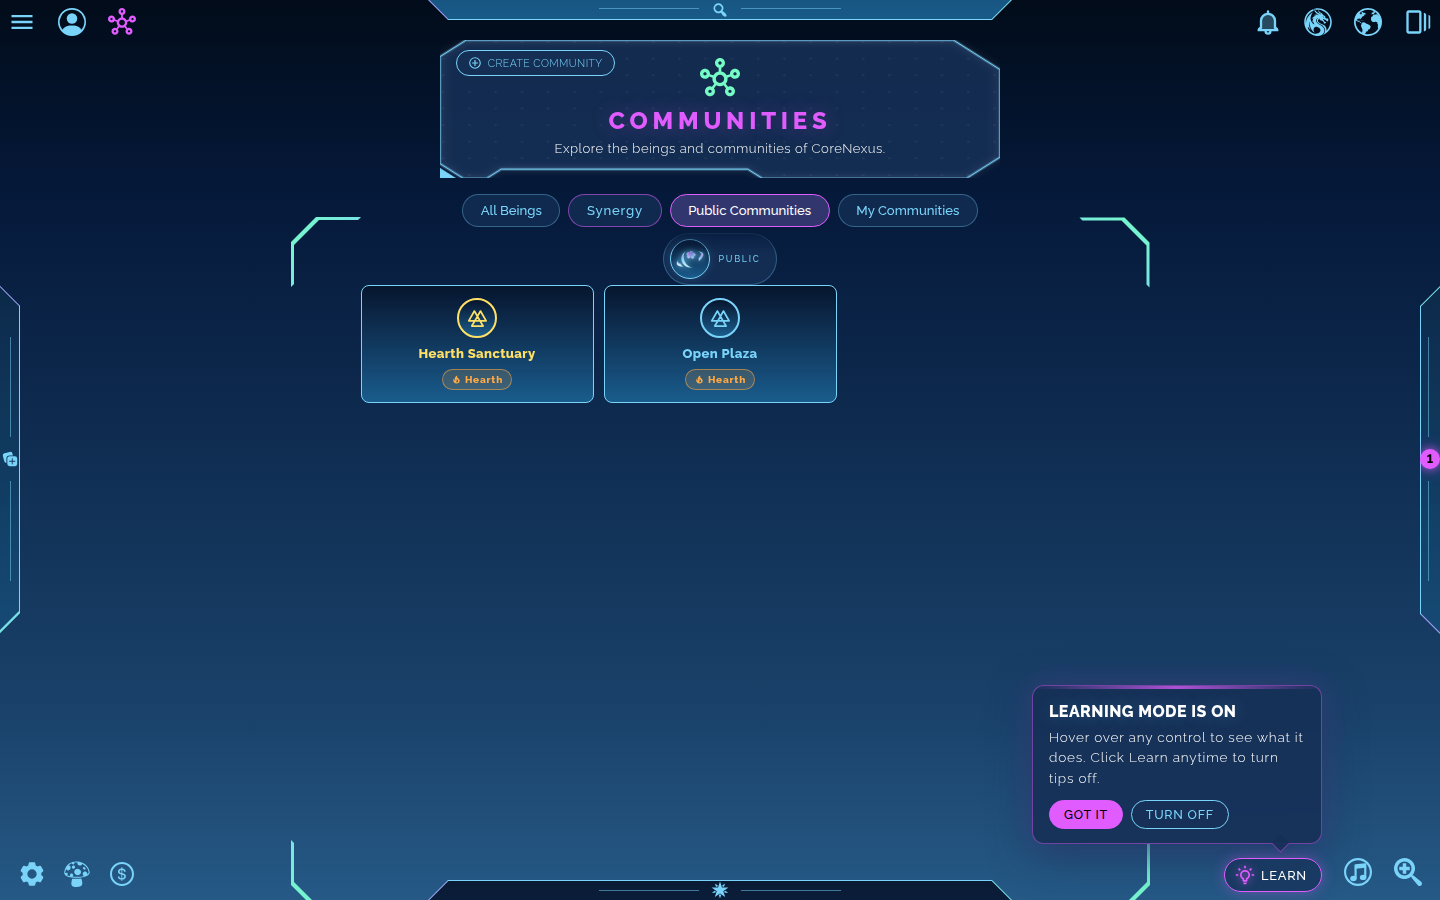 CREATE COMMUNITY
COMMUNITIES
Explore the beings and communities of CoreNexus.
All Beings
Synergy
Public Communities
My Communities
PUBLIC
Hearth Sanctuary
Hearth
Open Plaza
Hearth
1
LEARNING MODE IS ON
Hover over any control to see what it
does. Click Learn anytime to turn
tips off.
GOT IT
TURN OFF
$
LEARN